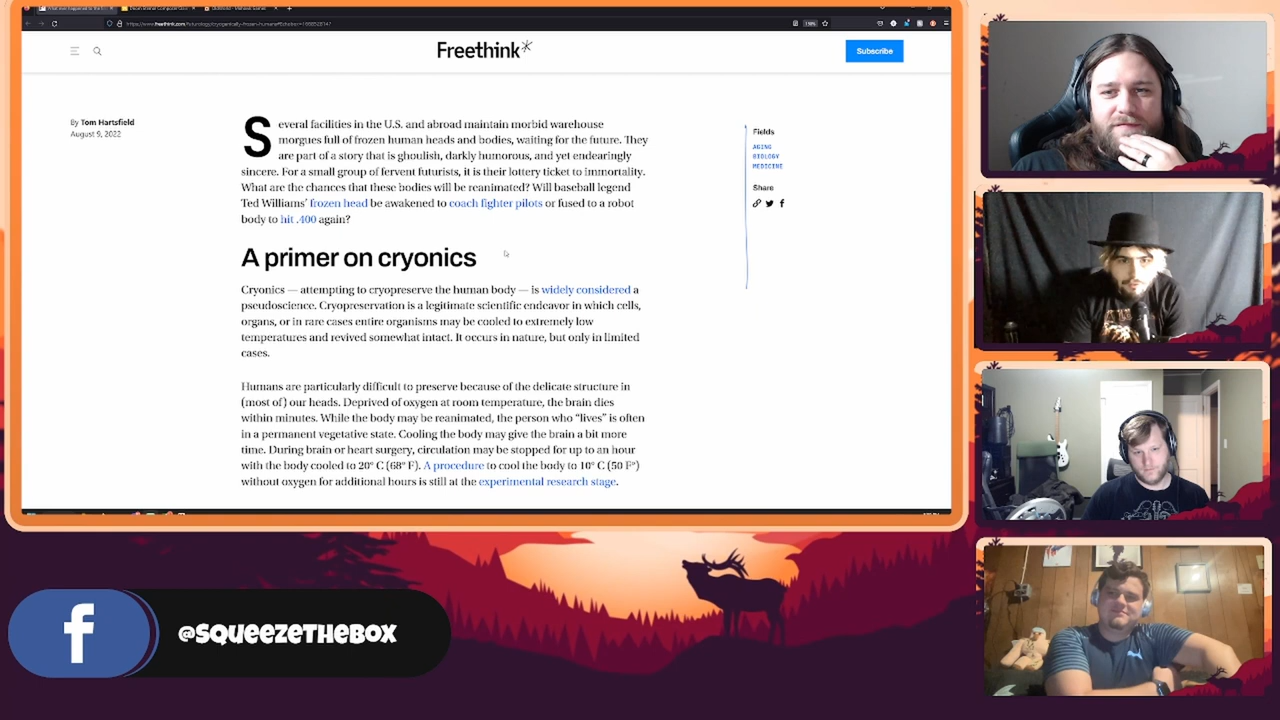 Freethink*
Subscribe
By Tom Hartsfield
August 9, 2022
Several facilities in the U.S. and abroad maintain morbid warehouse
morgues full of frozen human heads and bodies, waiting for the future. They
are part of a story that is ghoulish, darkly humorous, and yet endearingly
sincere. For a small group of fervent futurists, it is their lottery ticket to immortality.
What are the chances that these bodies will be reanimated? Will baseball legend
Ted Williams’ frozen head be awakened to coach fighter pilots or fused to a robot
body to hit .400 again?
Fields
AGING
BIOLOGY
MEDICINE
Share
A primer on cryonics
Cryonics — attempting to cryopreserve the human body — is widely considered a
pseudoscience. Cryopreservation is a legitimate scientific endeavor in which cells,
organs, or in rare cases entire organisms may be cooled to extremely low
temperatures and revived somewhat intact. It occurs in nature, but only in limited
cases.
Humans are particularly difficult to preserve because of the delicate structure in
(most of) our heads. Deprived of oxygen at room temperature, the brain dies
within minutes. While the body may be reanimated, the person who “lives” is often
in a permanent vegetative state. Cooling the body may give the brain a bit more
time. During brain or heart surgery, circulation may be stopped for up to an hour
with the body cooled to 20° C (68° F). A procedure to cool the body to 10° C (50 F°)
without oxygen for additional hours is still at the experimental research stage.
f @SQUEEZETHEBOX